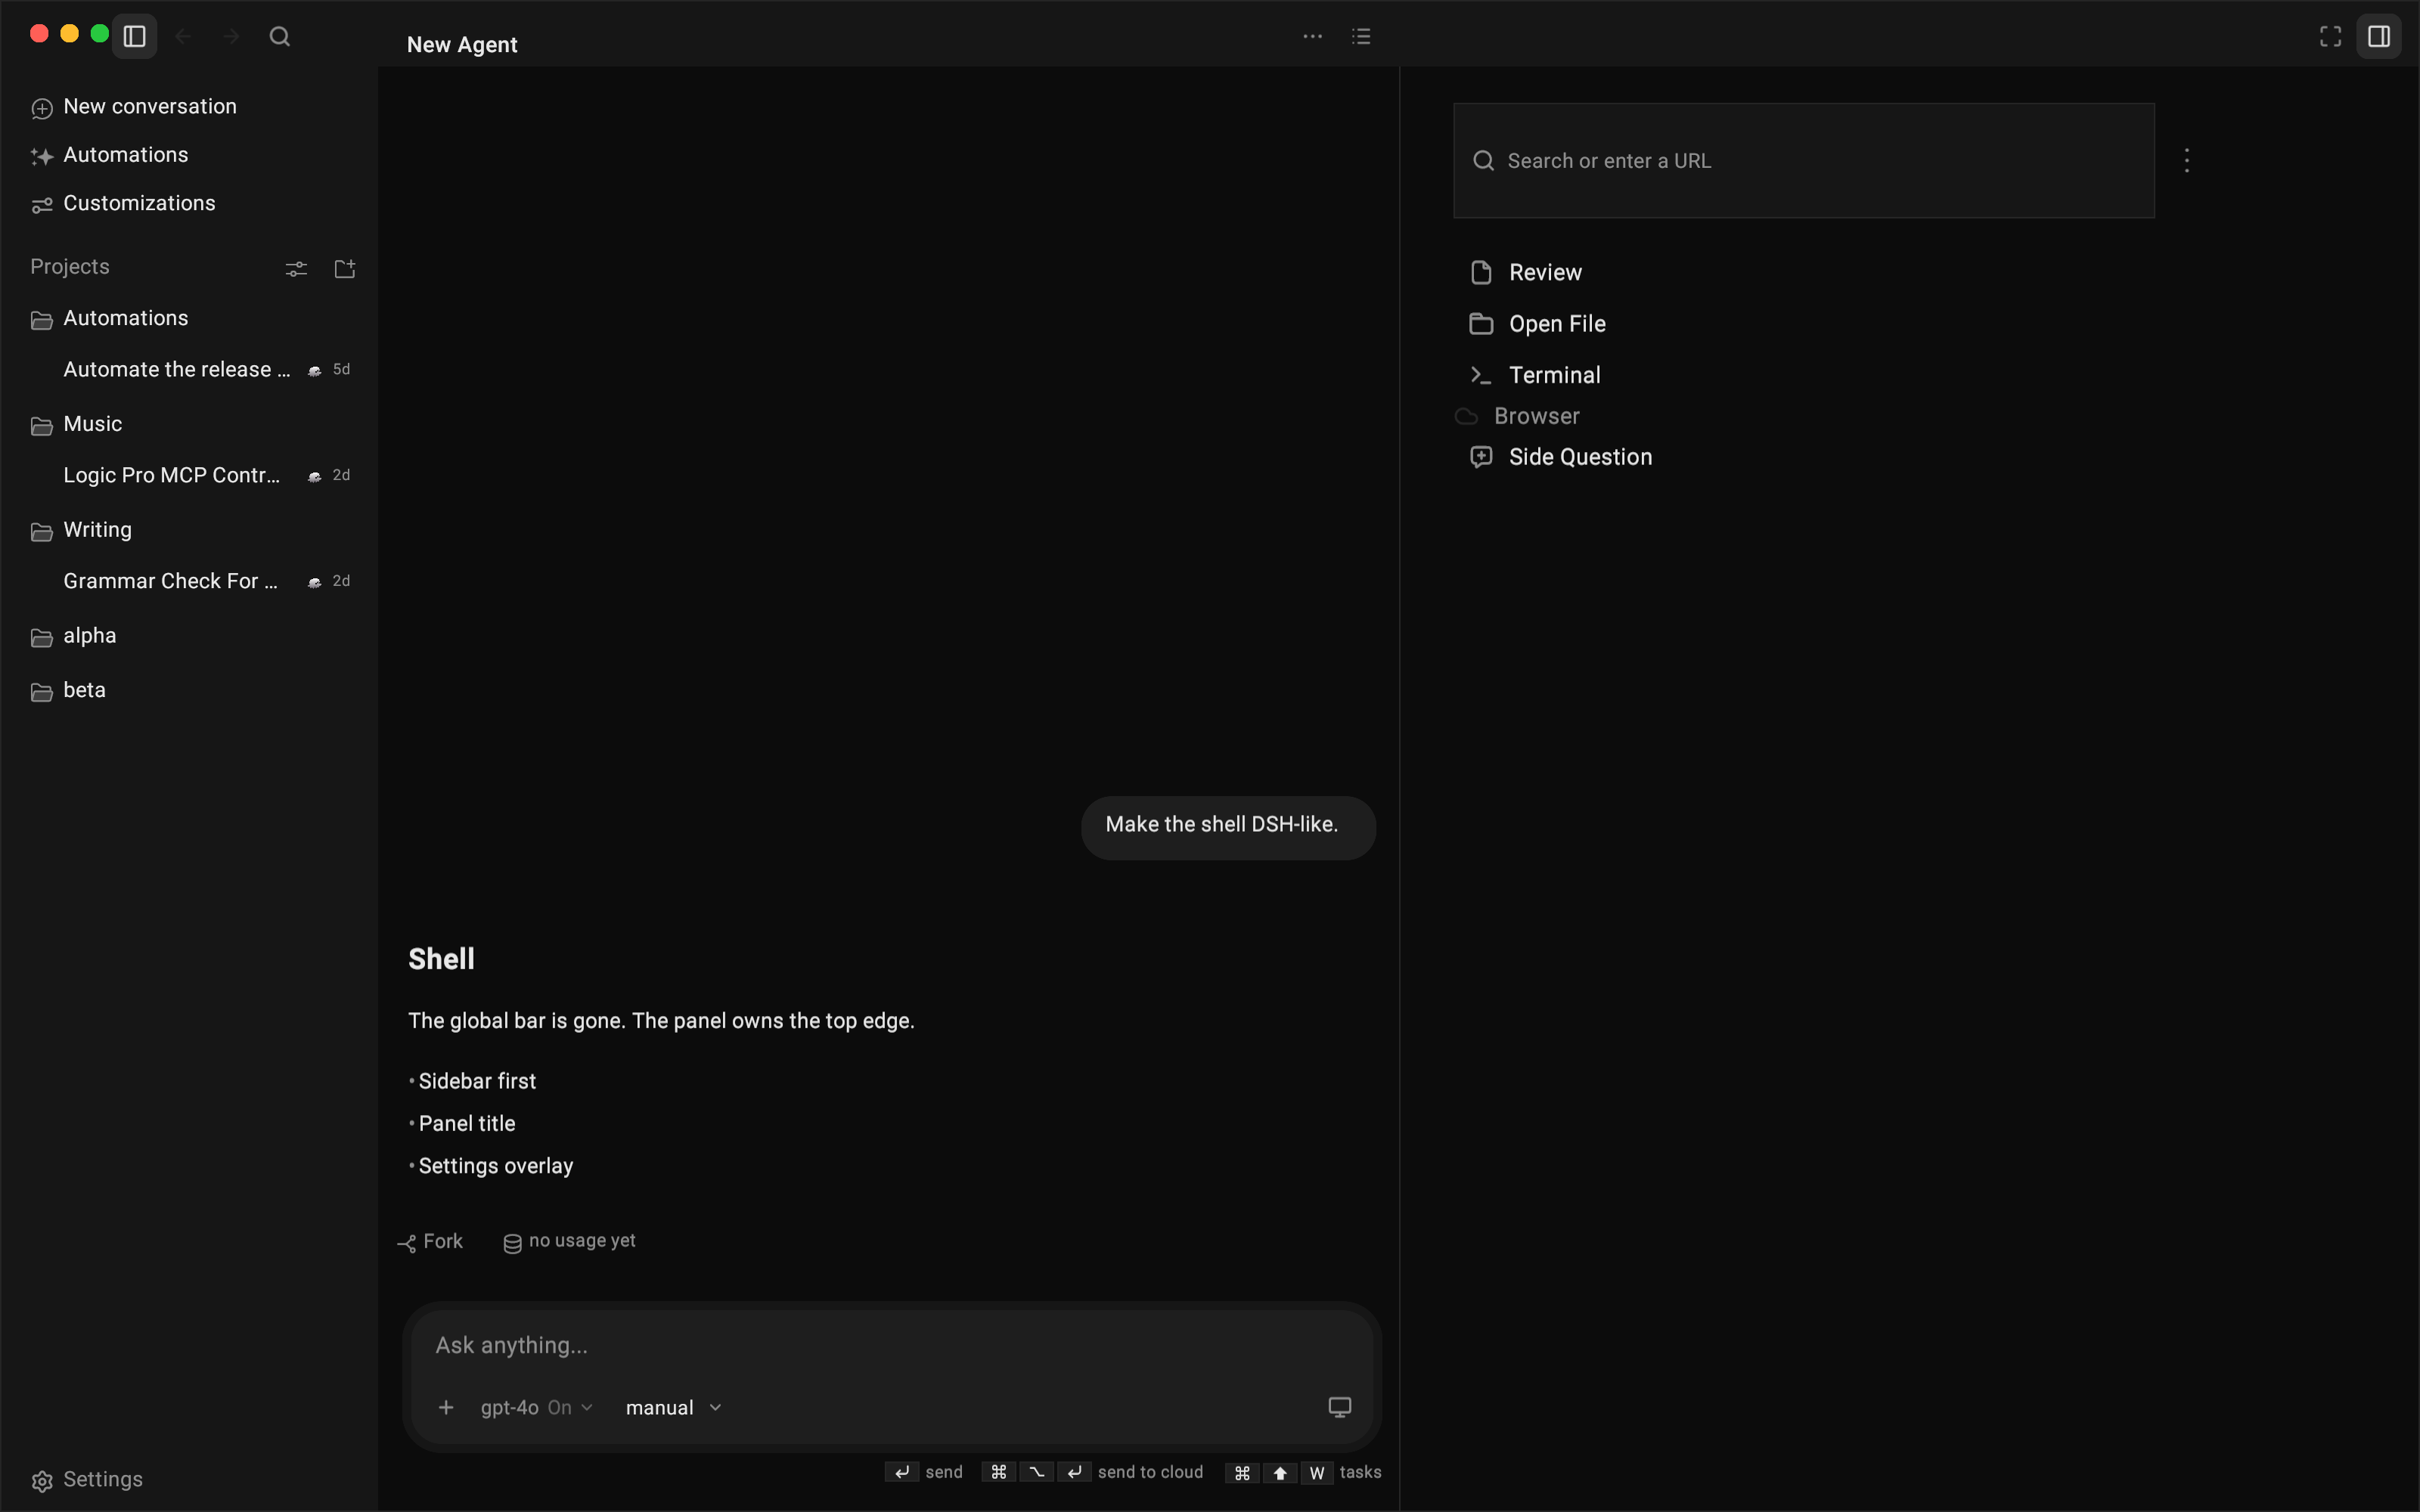 New Agent
New conversation
Automations
Customizations
Projects
Automations
Automate the release ... 5d
Music
Logic Pro MCP Contr... 2d
Writing
Grammar Check For ... 2d
alpha
beta
Settings
Make the shell DSH-like.
Shell
The global bar is gone. The panel owns the top edge.
• Sidebar first
• Panel title
• Settings overlay
Fork no usage yet
Ask anything...
gpt-4o On manual
send send to cloud W tasks
Search or enter a URL
Review
Open File
Terminal
Browser
Side Question